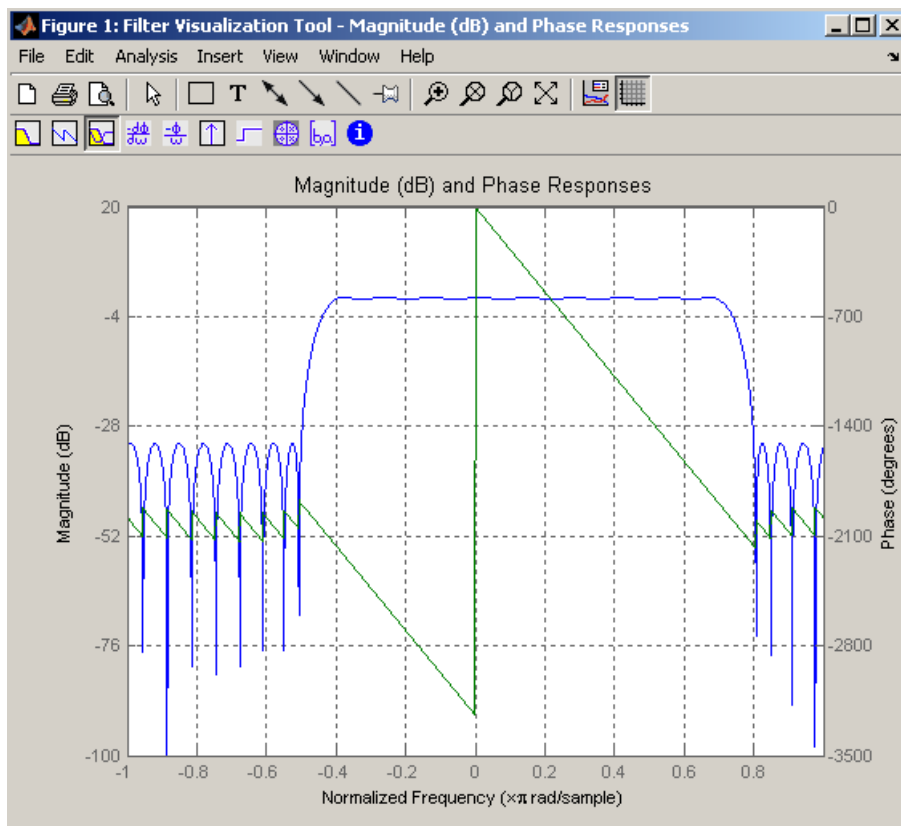 Figure 1: Filter Visualization Tool - Magnitude (dB) and Phase Responses
File Edit Analysis Insert View Window Help
T
[b,a]
i
Magnitude (dB) and Phase Responses
20
-4
-28
-52
-76
-100
Magnitude (dB)
0
-700
-1400
-2100
-2800
-3500
Phase (degrees)
-1 -0.8 -0.6 -0.4 -0.2 0 0.2 0.4 0.6 0.8
Normalized Frequency (×π rad/sample)